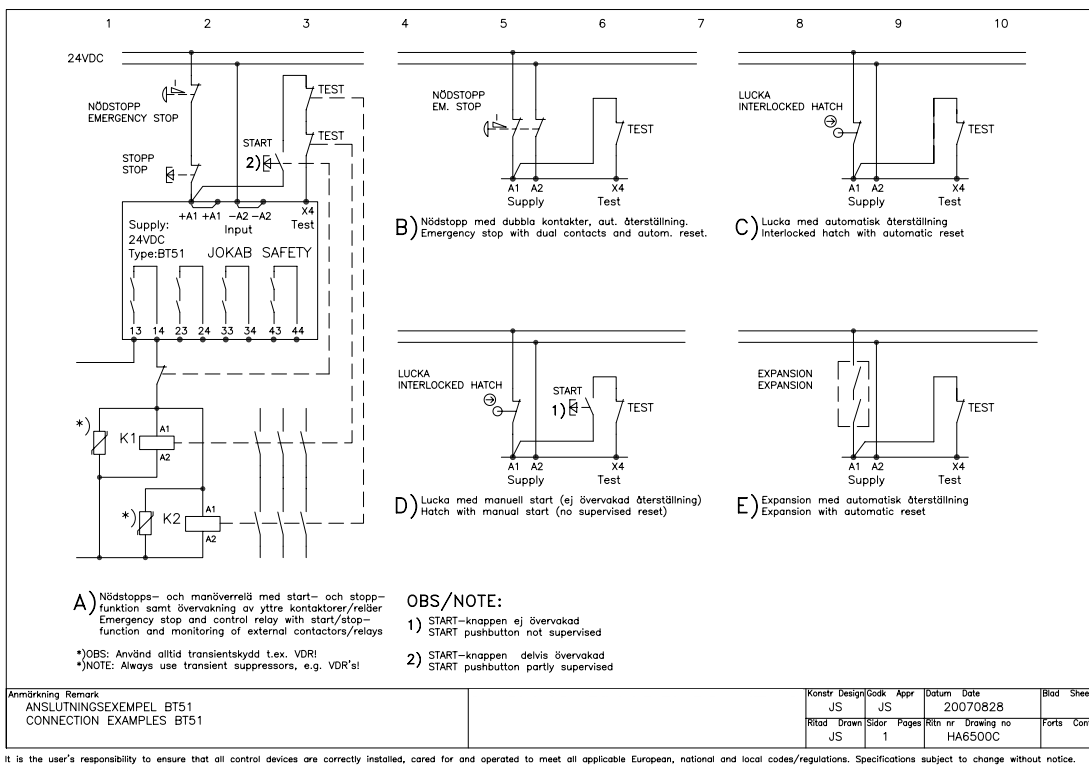 1 2 3 4 5 6 7 8 9 10
24VDC
NÖDSTOPP
EMERGENCY STOP
STOPP
STOP
START
2)
TEST
TEST
+A1 +A1 -A2 -A2 X4
Supply:
24VDC
Type:BT51
Input
Test
JOKAB SAFETY
13 14 23 24 33 34 43 44
*)
K1
A1
A2
*)
K2
A1
A2
A) Nödstopps- och manöverrelä med start- och stopp-
funktion samt övervakning av yttre kontaktorer/reläer
Emergency stop and control relay with start/stop-
function and monitoring of external contactors/relays
*)OBS: Använd alltid transientskydd t.ex. VDR!
*)NOTE: Always use transient suppressors, e.g. VDR's!
NÖDSTOPP
EM. STOP
TEST
A1 A2 X4
Supply Test
B) Nödstopp med dubbla kontakter, aut. återställning.
Emergency stop with dual contacts and autom. reset.
LUCKA
INTERLOCKED HATCH
TEST
A1 A2 X4
Supply Test
C) Lucka med automatisk återställning
Interlocked hatch with automatic reset
LUCKA
INTERLOCKED HATCH
START
1)
TEST
A1 A2 X4
Supply Test
D) Lucka med manuell start (ej övervakad återställning)
Hatch with manual start (no supervised reset)
EXPANSION
EXPANSION
TEST
A1 A2 X4
Supply Test
E) Expansion med automatisk återställning
Expansion with automatic reset
OBS/NOTE:
1) START-knappen ej övervakad
START pushbutton not supervised
2) START-knappen delvis övervakad
START pushbutton partly supervised
Anmärkning Remark
ANSLUTNINGSEXEMPEL BT51
CONNECTION EXAMPLES BT51
Konstr Design Godk Appr Datum Date Blad Shee
JS JS 20070828
Ritad Drawn Sidor Pages Ritn nr Drawing no Forts Con
JS 1 HA6500C
It is the user's responsibility to ensure that all control devices are correctly installed, cared for and operated to meet all applicable European, national and local codes/regulations. Specifications subject to change without notice.